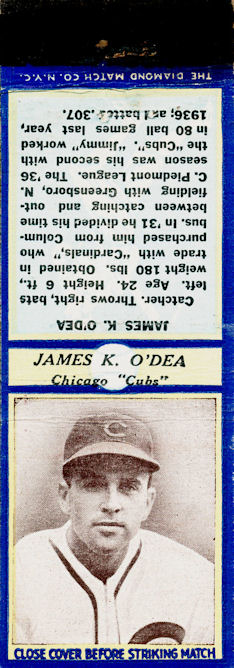 THE DIAMOND MATCH CO. N.Y.C.
JAMES K. O'DEA
Catcher. Throws right, bats
left. Age 24. Height 6 ft.,
weight 180 lbs. Obtained in
trade with "Cardinals," who
purchased him from Colum-
bus. In '31 he divided his time
between catching and out-
fielding with Greensboro, N.
C. Piedmont League. The '36
season was his second with
the "Cubs". "Jimmy" worked
in 80 ball games last year,
1936, and batted .307.
JAMES K. O'DEA
Chicago "Cubs"
C
CLOSE COVER BEFORE STRIKING MATCH